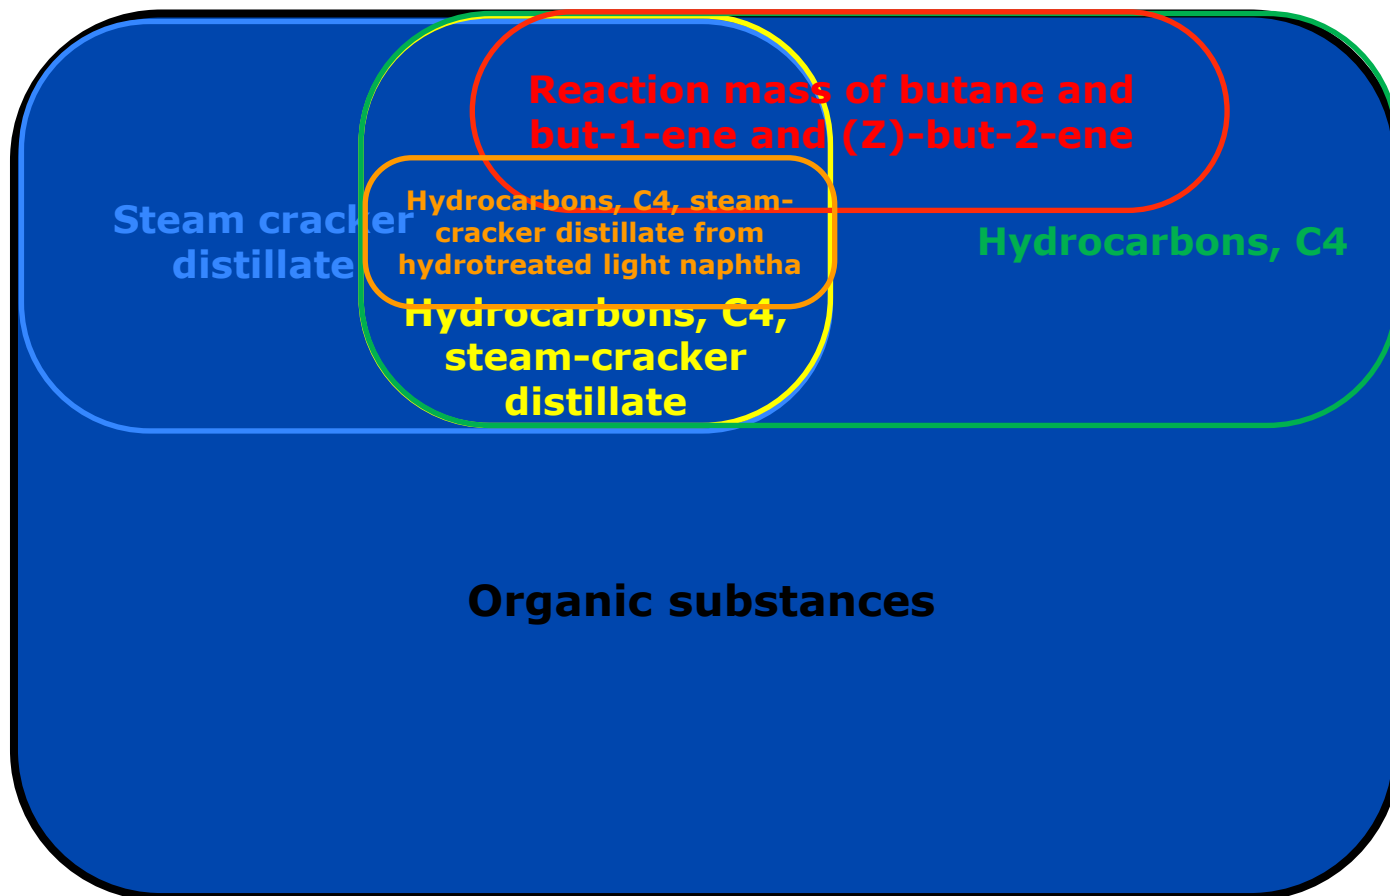 Reaction mass of butane and
but-1-ene and (Z)-but-2-ene
Steam cracker
distillate
Hydrocarbons, C4, steam-
cracker distillate from
hydrotreated light naphtha
Hydrocarbons, C4
Hydrocarbons, C4,
steam-cracker
distillate
Organic substances